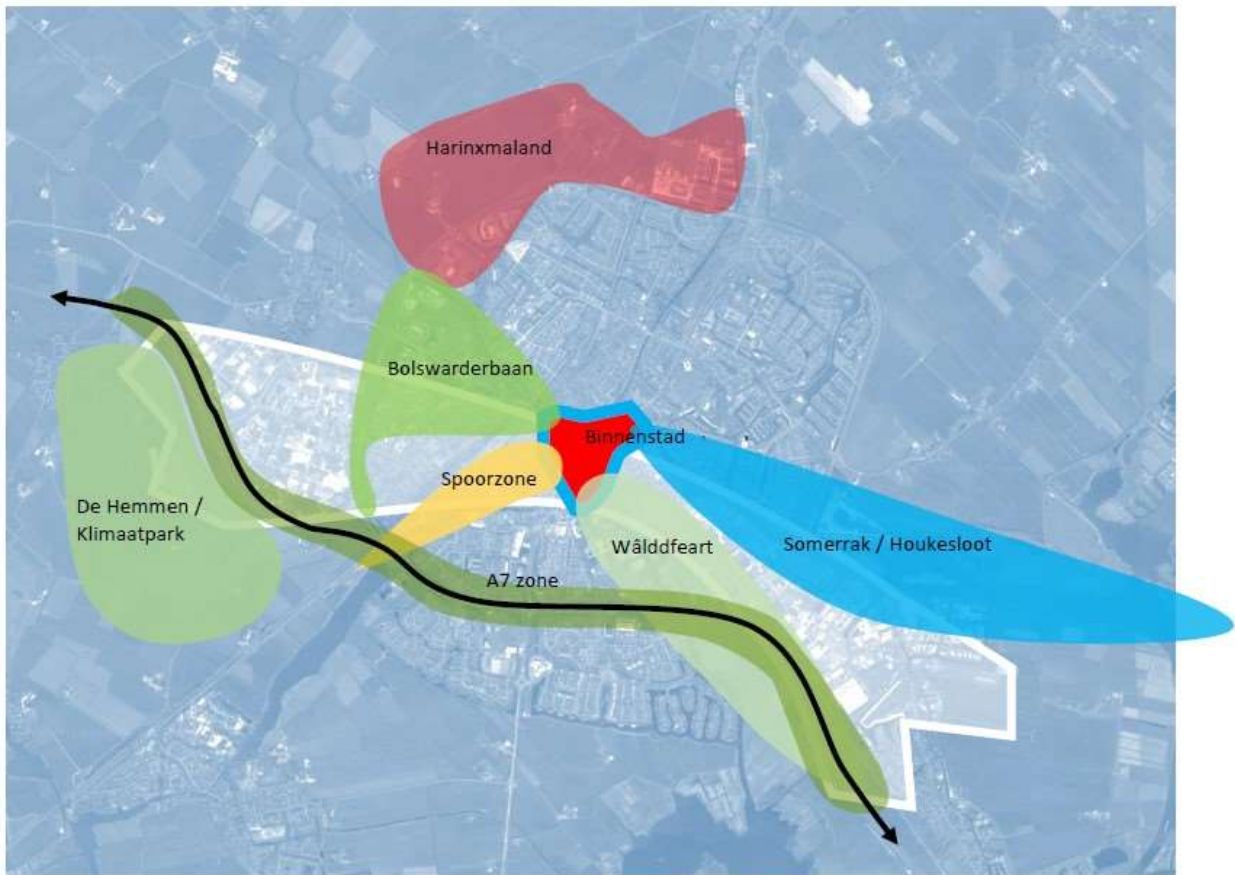 Harinxmaland
Bolswarderbaan
Binnenstad
Spoorzone
De Hemmen /
Klimaatpark
Wâlddfeart
Somerrak / Houkesloot
A7 zone